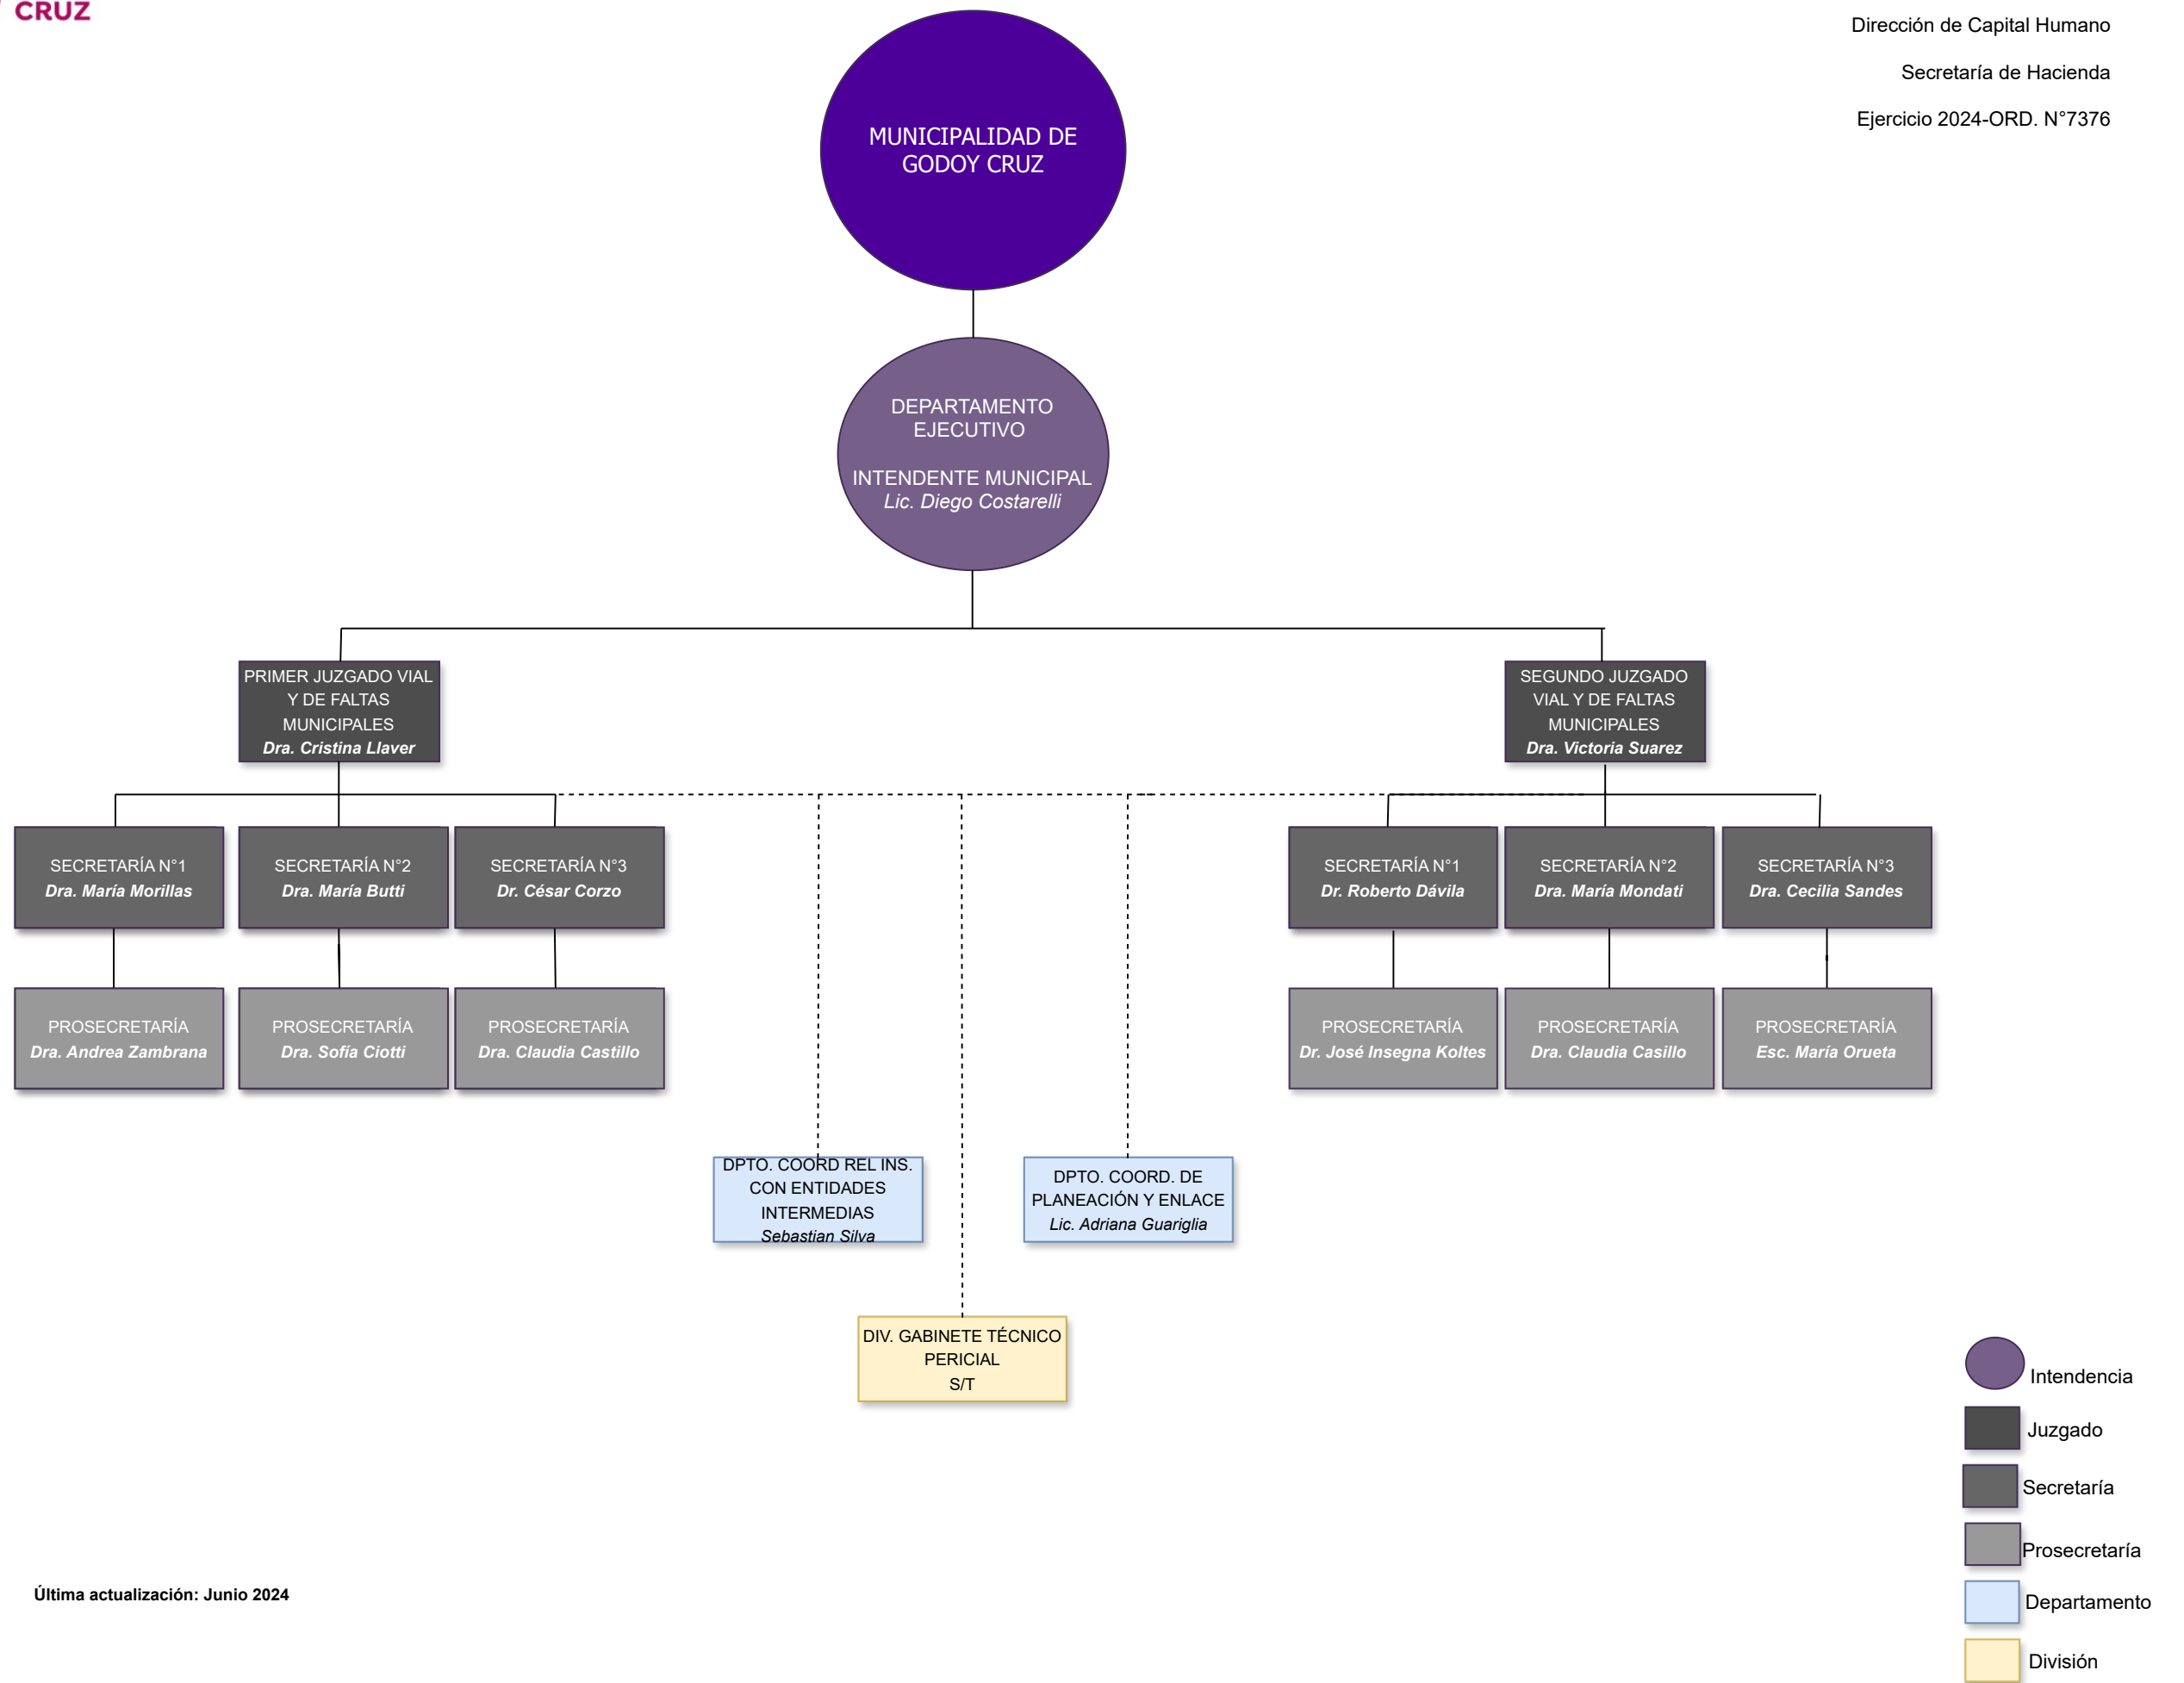 CRUZ
Dirección de Capital Humano
Secretaría de Hacienda
Ejercicio 2024-ORD. N°7376
MUNICIPALIDAD DE
GODOY CRUZ
DEPARTAMENTO
EJECUTIVO
INTENDENTE MUNICIPAL
Lic. Diego Costarelli
PRIMER JUZGADO VIAL
Y DE FALTAS
MUNICIPALES
Dra. Cristina Llaver
SEGUNDO JUZGADO
VIAL Y DE FALTAS
MUNICIPALES
Dra. Victoria Suarez
SECRETARÍA N°1
Dra. María Morillas
SECRETARÍA N°2
Dra. María Butti
SECRETARÍA N°3
Dr. César Corzo
SECRETARÍA N°1
Dr. Roberto Dávila
SECRETARÍA N°2
Dra. María Mondati
SECRETARÍA N°3
Dra. Cecilia Sandes
PROSECRETARÍA
Dra. Andrea Zambrana
PROSECRETARÍA
Dra. Sofía Ciotti
PROSECRETARÍA
Dra. Claudia Castillo
PROSECRETARÍA
Dr. José Insegna Koltes
PROSECRETARÍA
Dra. Claudia Casillo
PROSECRETARÍA
Esc. María Orueta
DPTO. COORD REL INS.
CON ENTIDADES
INTERMEDIAS
Sebastian Silva
DPTO. COORD. DE
PLANEACIÓN Y ENLACE
Lic. Adriana Guariglia
DIV. GABINETE TÉCNICO
PERICIAL
S/T
Intendencia
Juzgado
Secretaría
Prosecretaría
Departamento
División
Última actualización: Junio 2024